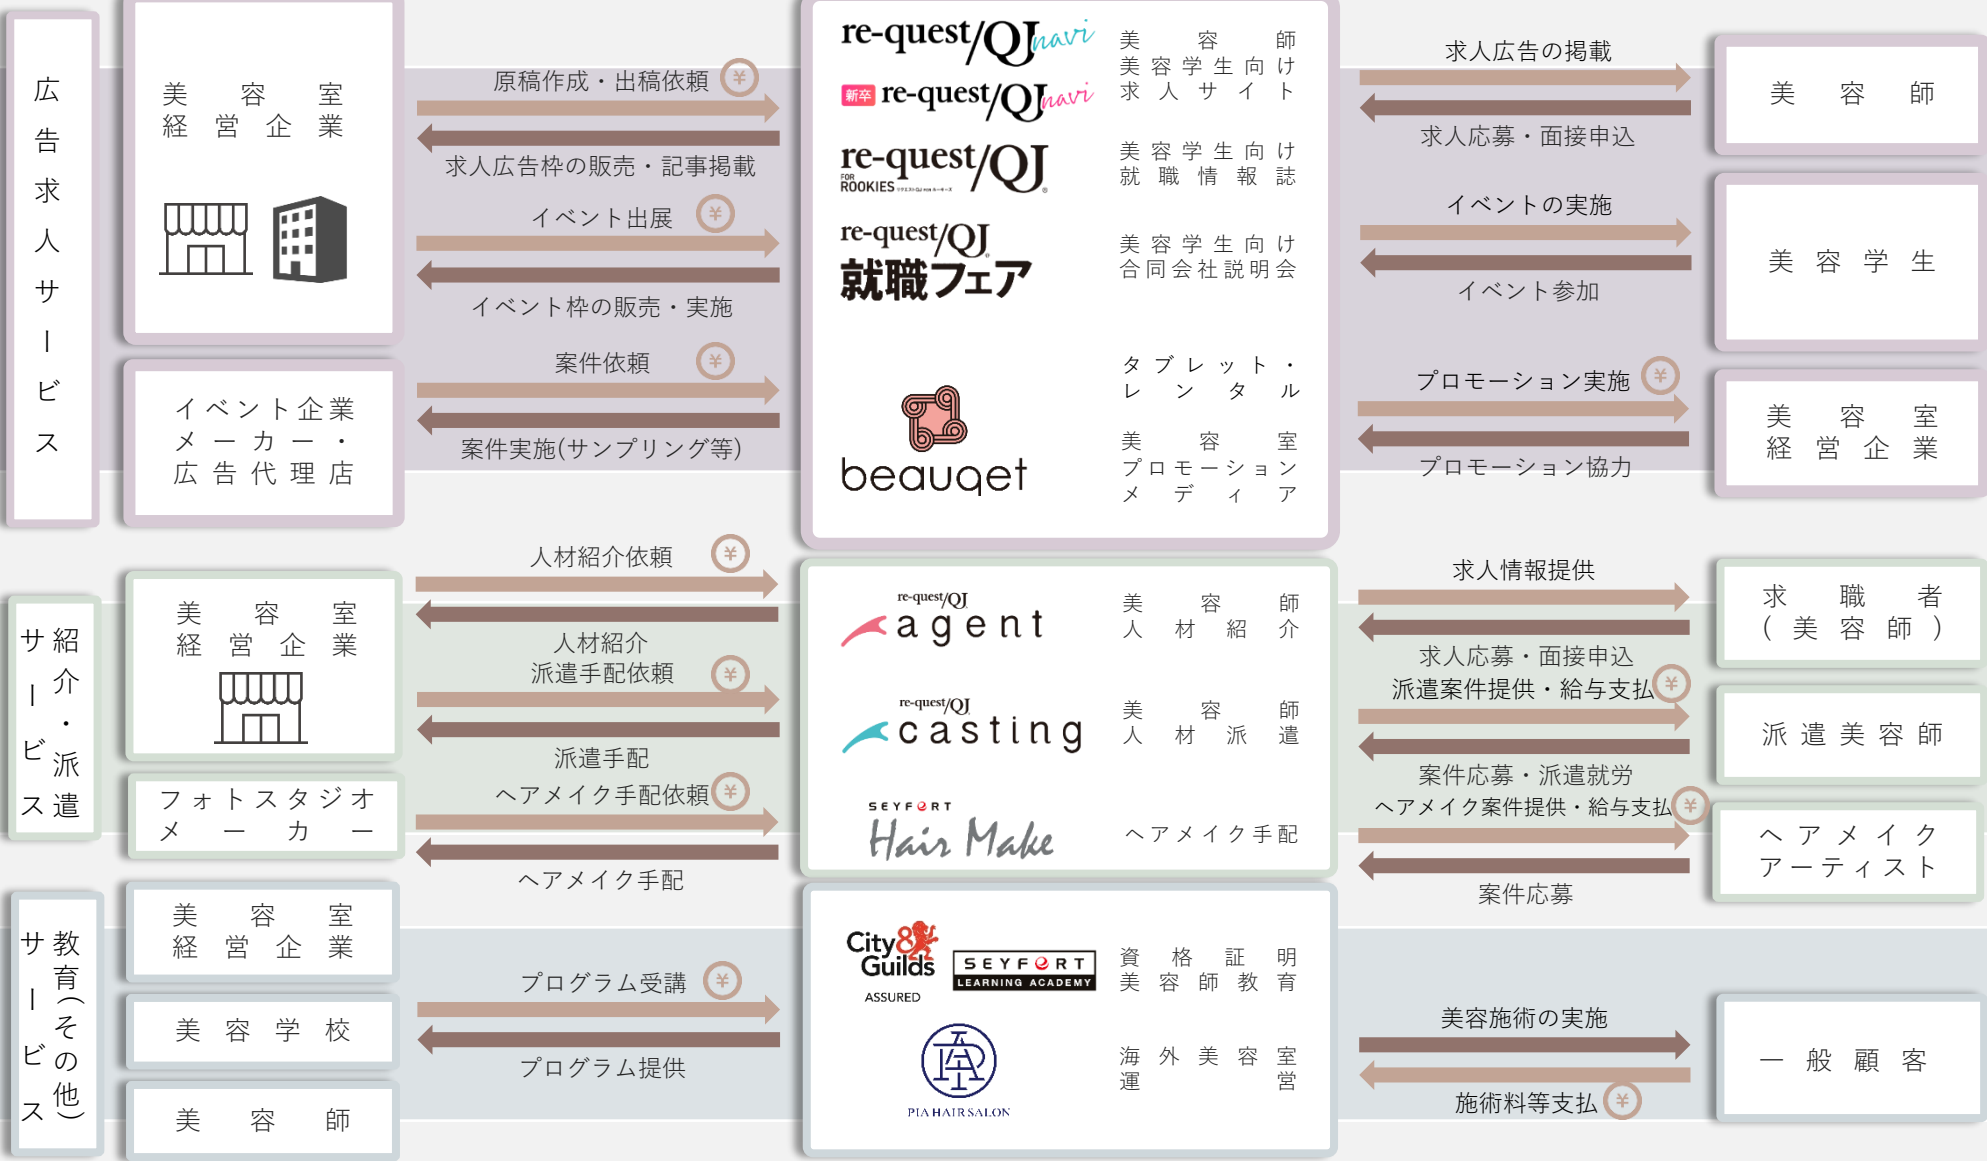 広告求人サービス
美容室
経営企業
原稿作成・出稿依頼 ¥
求人広告枠の販売・記事掲載
イベント出展 ¥
イベント枠の販売・実施
イベント企業
メーカー・
広告代理店
案件依頼 ¥
案件実施(サンプリング等)
re-quest/QJ navi
新卒 re-quest/QJ navi
美容師
美容学生向け
求人サイト
re-quest/QJ
FOR
ROOKIES
美容学生向け
就職情報誌
re-quest/QJ
就職フェア
美容学生向け
合同会社説明会
beauqet
タブレット・
レンタル
美容室
プロモーション
メディア
求人広告の掲載
求人応募・面接申込
美容師
イベントの実施
イベント参加
美容学生
プロモーション実施 ¥
プロモーション協力
美容室
経営企業
紹介・派遣
サービス
美容室
経営企業
人材紹介依頼 ¥
人材紹介
派遣手配依頼 ¥
派遣手配
フォトスタジオ
メーカー
ヘアメイク手配依頼 ¥
ヘアメイク手配
re-quest/QJ
agent
美容師
人材紹介
re-quest/QJ
casting
美容師
人材派遣
SEYFORT
Hair Make
ヘアメイク手配
求人情報提供
求人応募・面接申込
求職者
(美容師)
派遣案件提供・給与支払 ¥
案件応募・派遣就労
派遣美容師
ヘアメイク案件提供・給与支払 ¥
案件応募
ヘアメイク
アーティスト
教育(その他)
サービス
美容室
経営企業
美容学校
美容師
プログラム受講 ¥
プログラム提供
City&
Guilds
ASSURED
SEYFORT
LEARNING ACADEMY
資格証明
美容師教育
PIA HAIR SALON
海外美容室
運営
美容施術の実施
施術料等支払 ¥
一般顧客